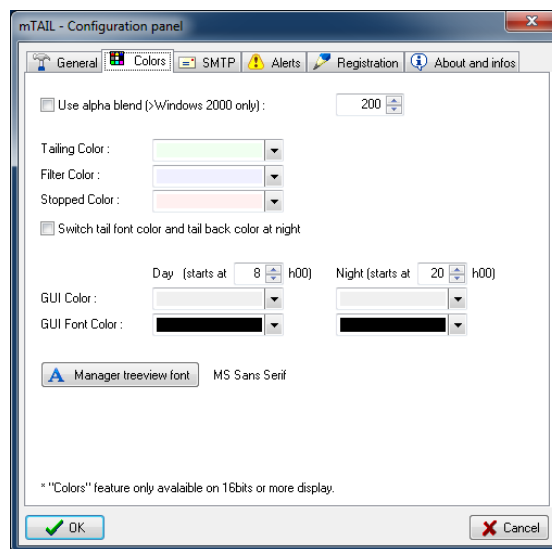 mTAIL - Configuration panel
General Colors SMTP Alerts Registration About and infos
Use alpha blend (>Windows 2000 only) : 200
Tailing Color :
Filter Color :
Stopped Color :
Switch tail font color and tail back color at night
Day (starts at 8 h00) Night (starts at 20 h00)
GUI Color :
GUI Font Color :
A Manager treeview font MS Sans Serif
* "Colors" feature only avalaible on 16bits or more display.
OK Cancel